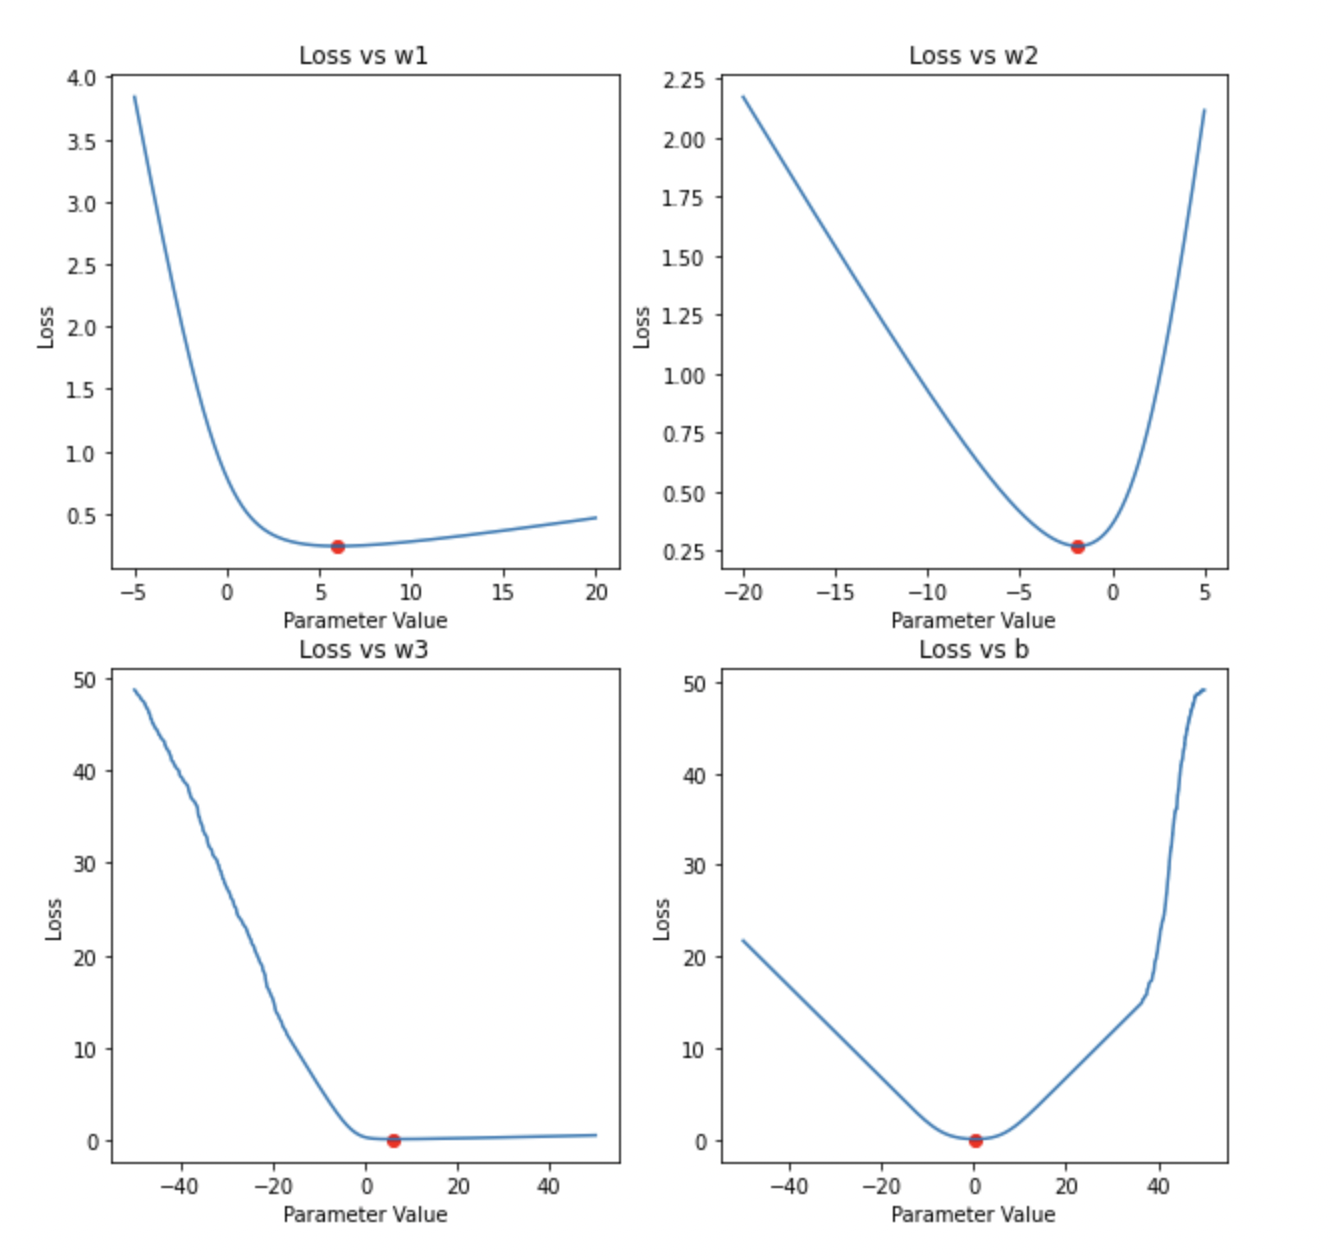 Loss vs w1
4.0
3.5
3.0
2.5
2.0
1.5
1.0
0.5
Loss
−5 0 5 10 15 20
Parameter Value
Loss vs w2
2.25
2.00
1.75
1.50
1.25
1.00
0.75
0.50
0.25
Loss
−20 −15 −10 −5 0 5
Parameter Value
Loss vs w3
50
40
30
20
10
0
Loss
−40 −20 0 20 40
Parameter Value
Loss vs b
50
40
30
20
10
0
Loss
−40 −20 0 20 40
Parameter Value